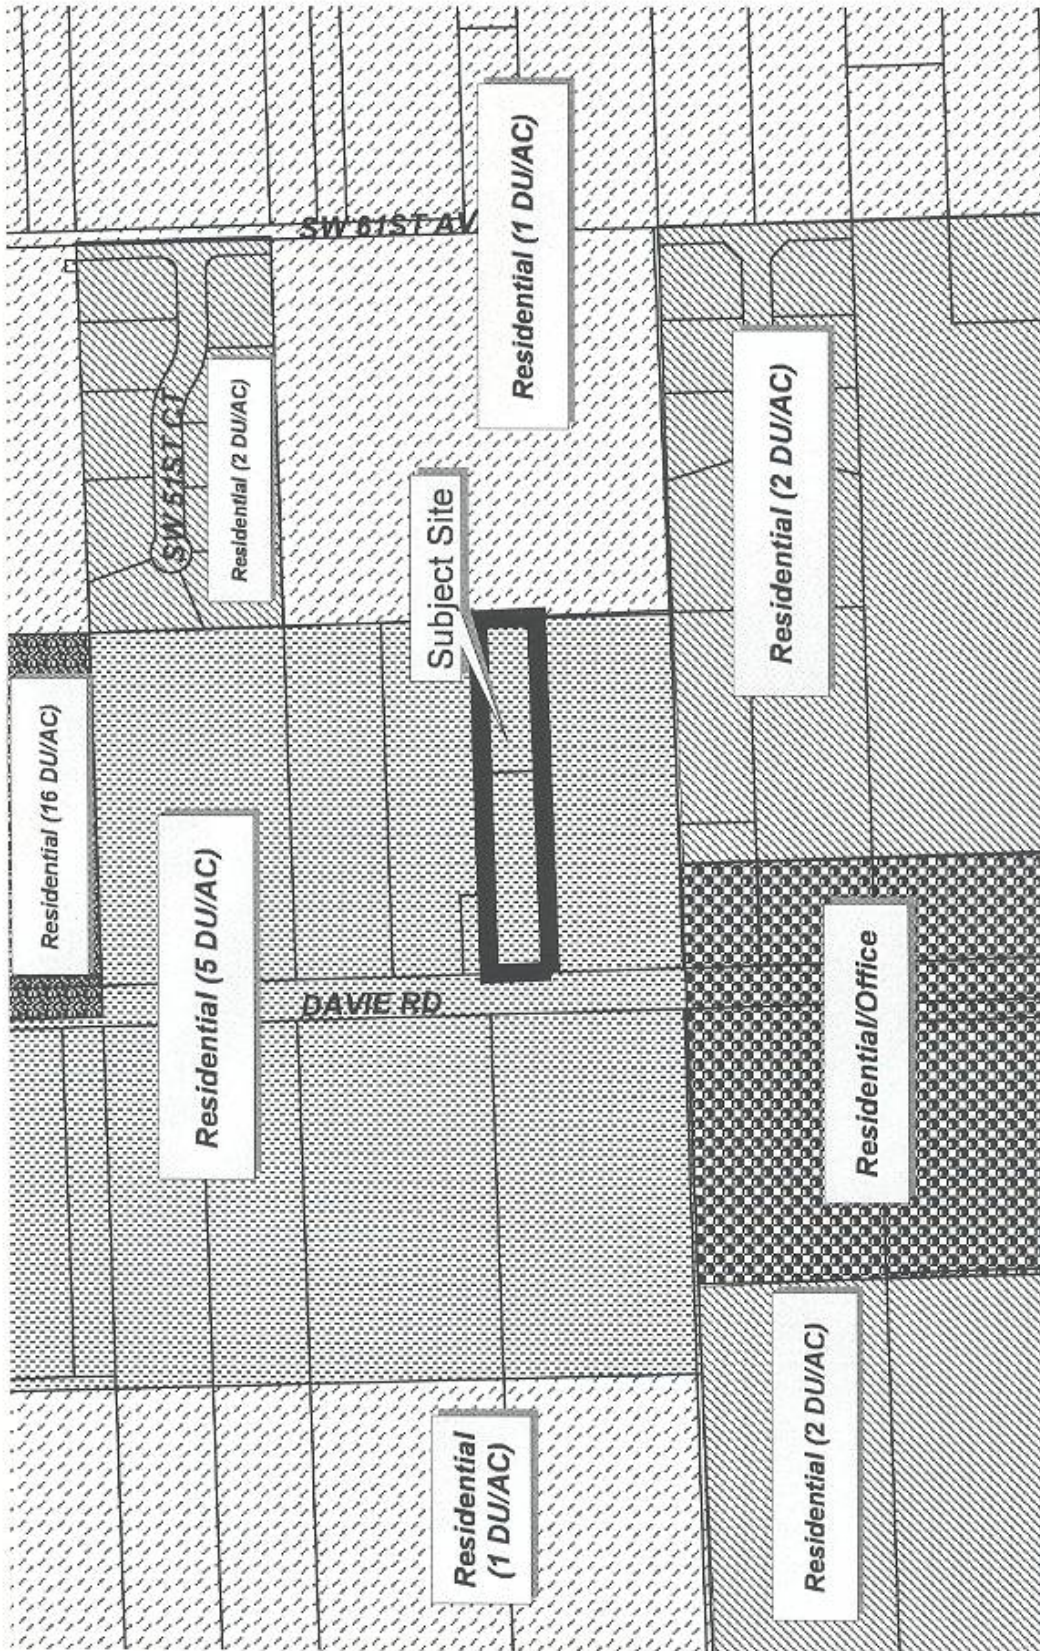 SW 61ST AV
Residential (1 DU/AC)
SW 51ST CT
Residential (2 DU/AC)
Residential (2 DU/AC)
Subject Site
Residential (16 DU/AC)
Residential (5 DU/AC)
DAVIE RD
Residential/Office
Residential
(1 DU/AC)
Residential (2 DU/AC)